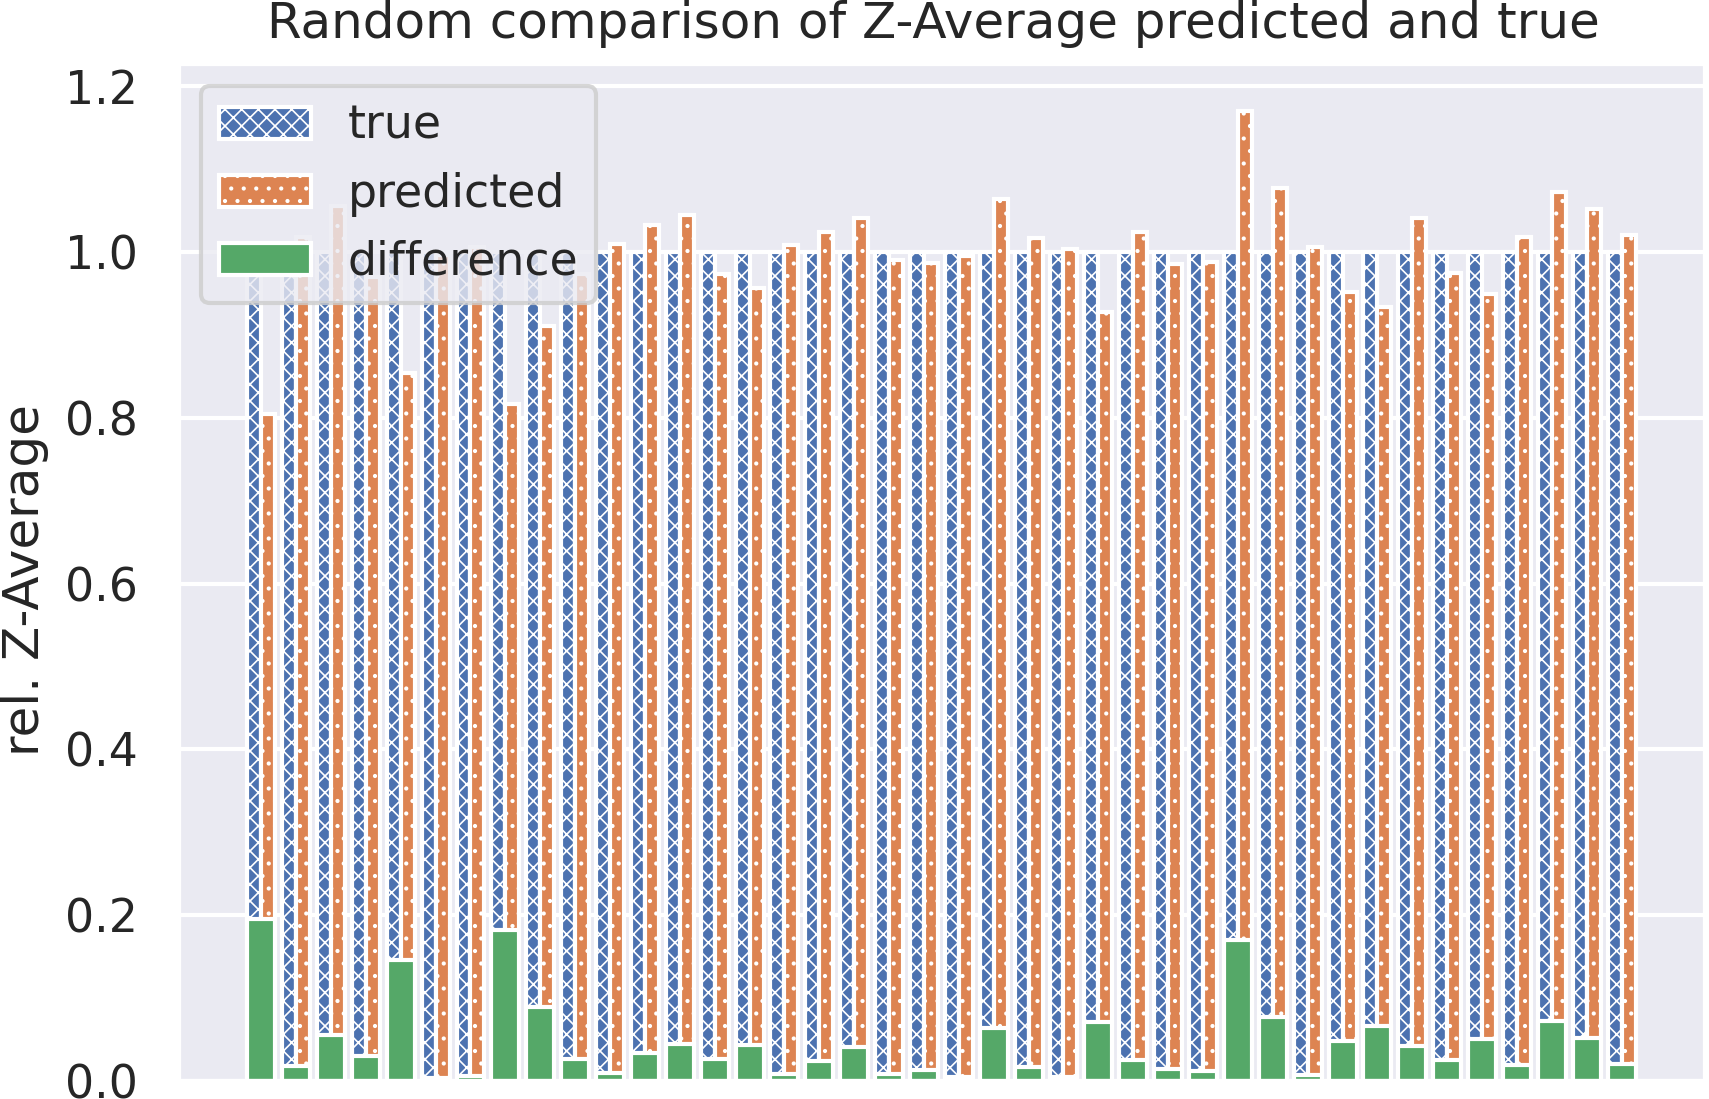 Random comparison of Z-Average predicted and true
rel. Z-Average
1.2
1.0
0.8
0.6
0.4
0.2
0.0
true
predicted
difference